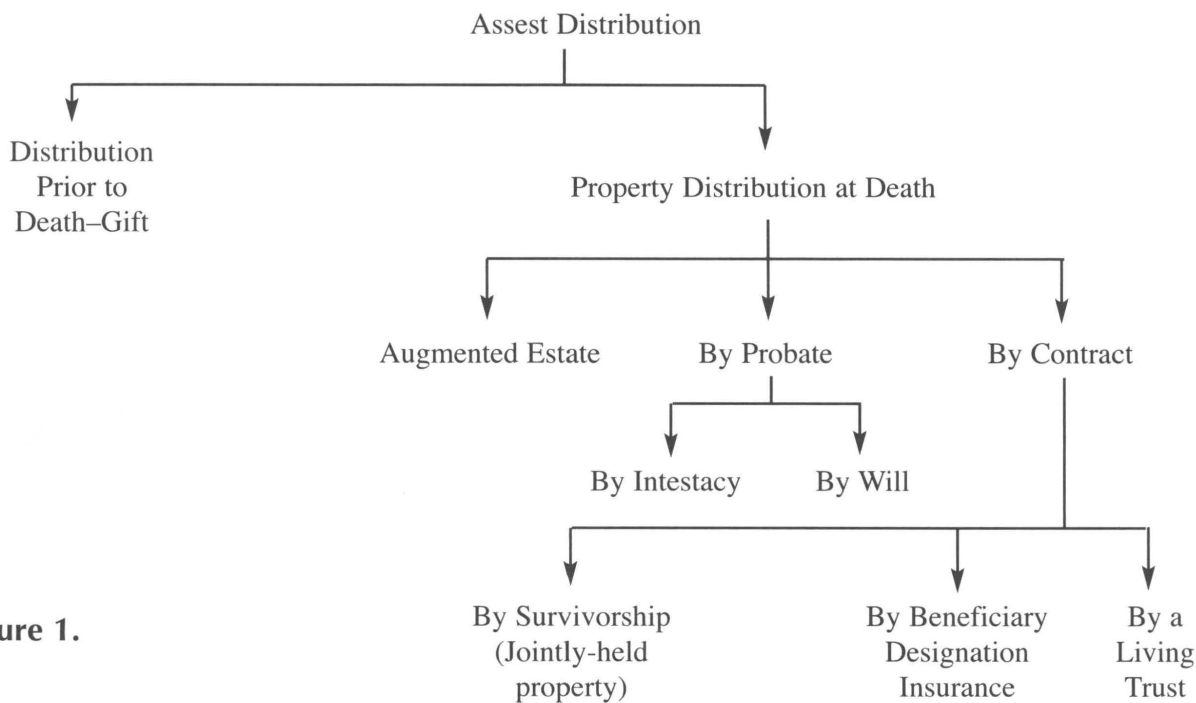 Assest Distribution
Distribution
Prior to
Death–Gift
Property Distribution at Death
Augmented Estate
By Probate
By Contract
By Intestacy
By Will
By Survivorship
(Jointly-held
property)
By Beneficiary
Designation
Insurance
By a
Living
Trust
ure 1.